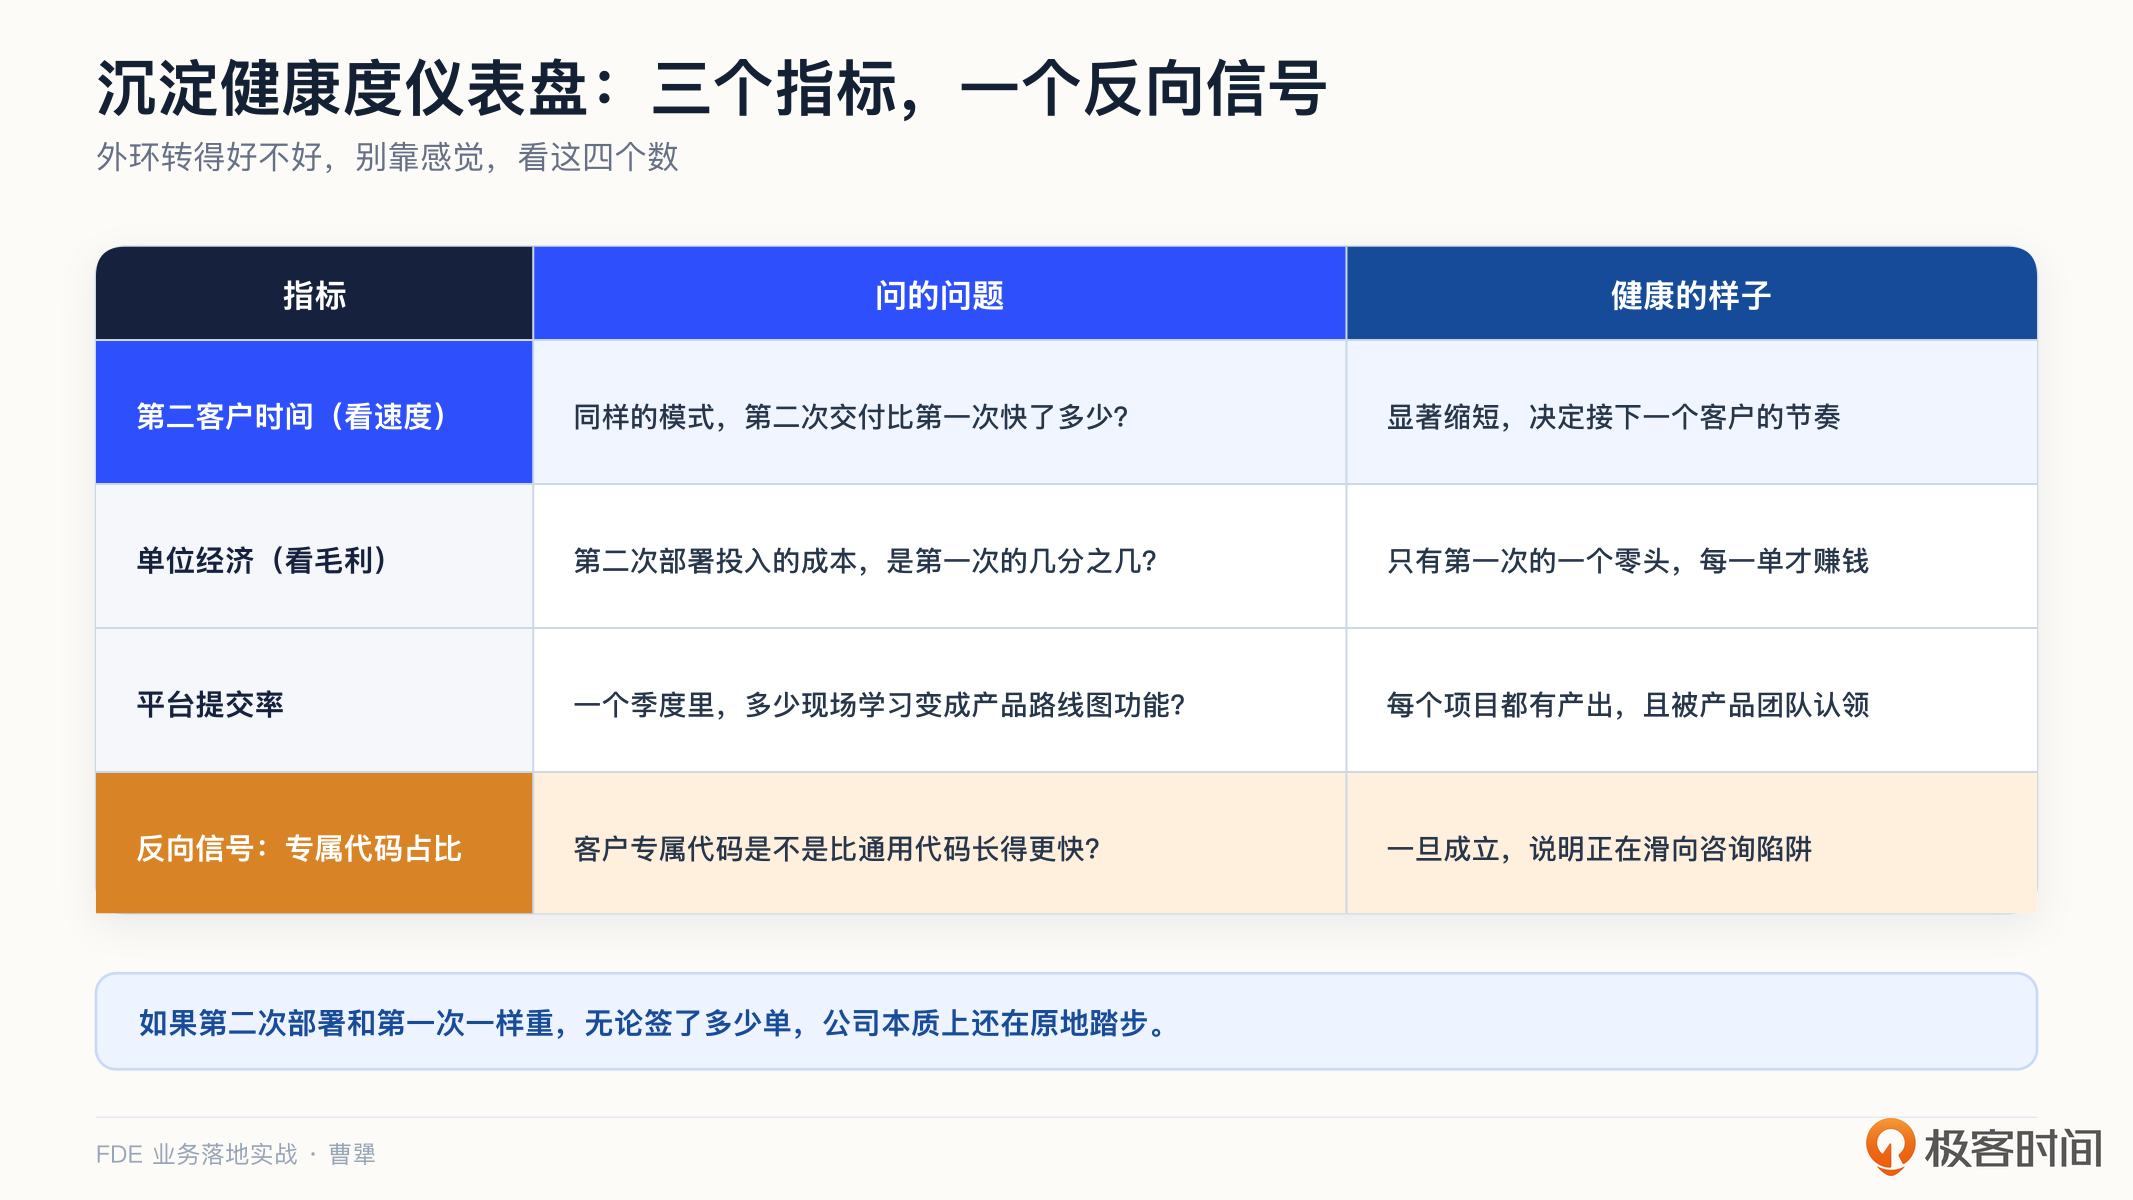 沉淀健康度仪表盘：三个指标，一个反向信号
外环转得好不好，别靠感觉，看这四个数
指标
问的问题
健康的样子
第二客户时间（看速度）
同样的模式，第二次交付比第一次快了多少？
显著缩短，决定接下一个客户的节奏
单位经济（看毛利）
第二次部署投入的成本，是第一次的几分之几？
只有第一次的一个零头，每一单才赚钱
平台提交率
一个季度里，多少现场学习变成产品路线图功能？
每个项目都有产出，且被产品团队认领
反向信号：专属代码占比
客户专属代码是不是比通用代码长得更快？
一旦成立，说明正在滑向咨询陷阱
如果第二次部署和第一次一样重，无论签了多少单，公司本质上还在原地踏步。
FDE 业务落地实战 · 曹犟
极客时间